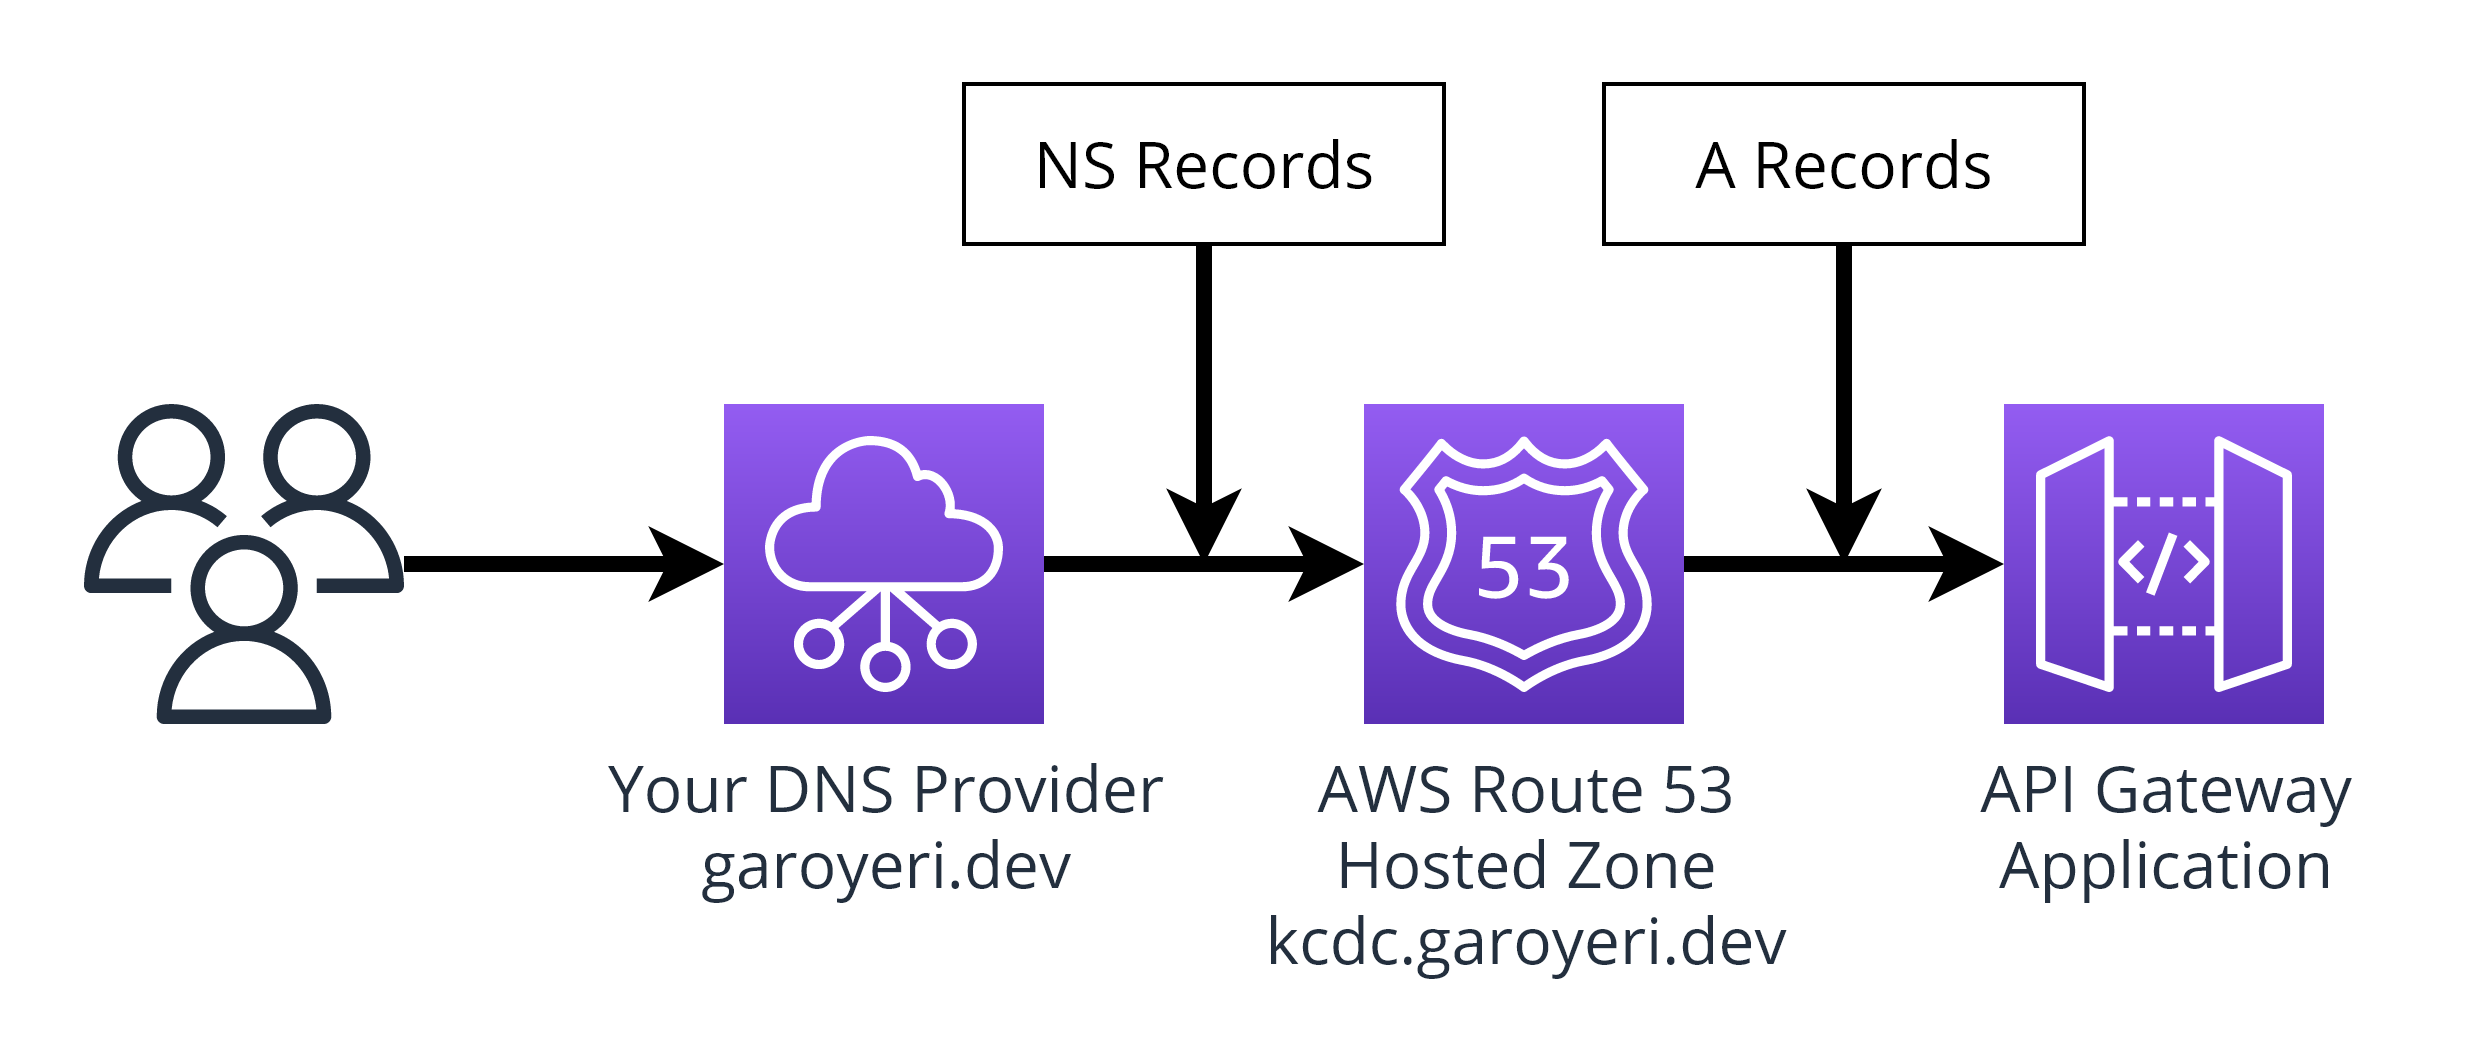 NS Records
A Records
53
</>
Your DNS Provider
garoyeri.dev
AWS Route 53
Hosted Zone
kcdc.garoyeri.dev
API Gateway
Application